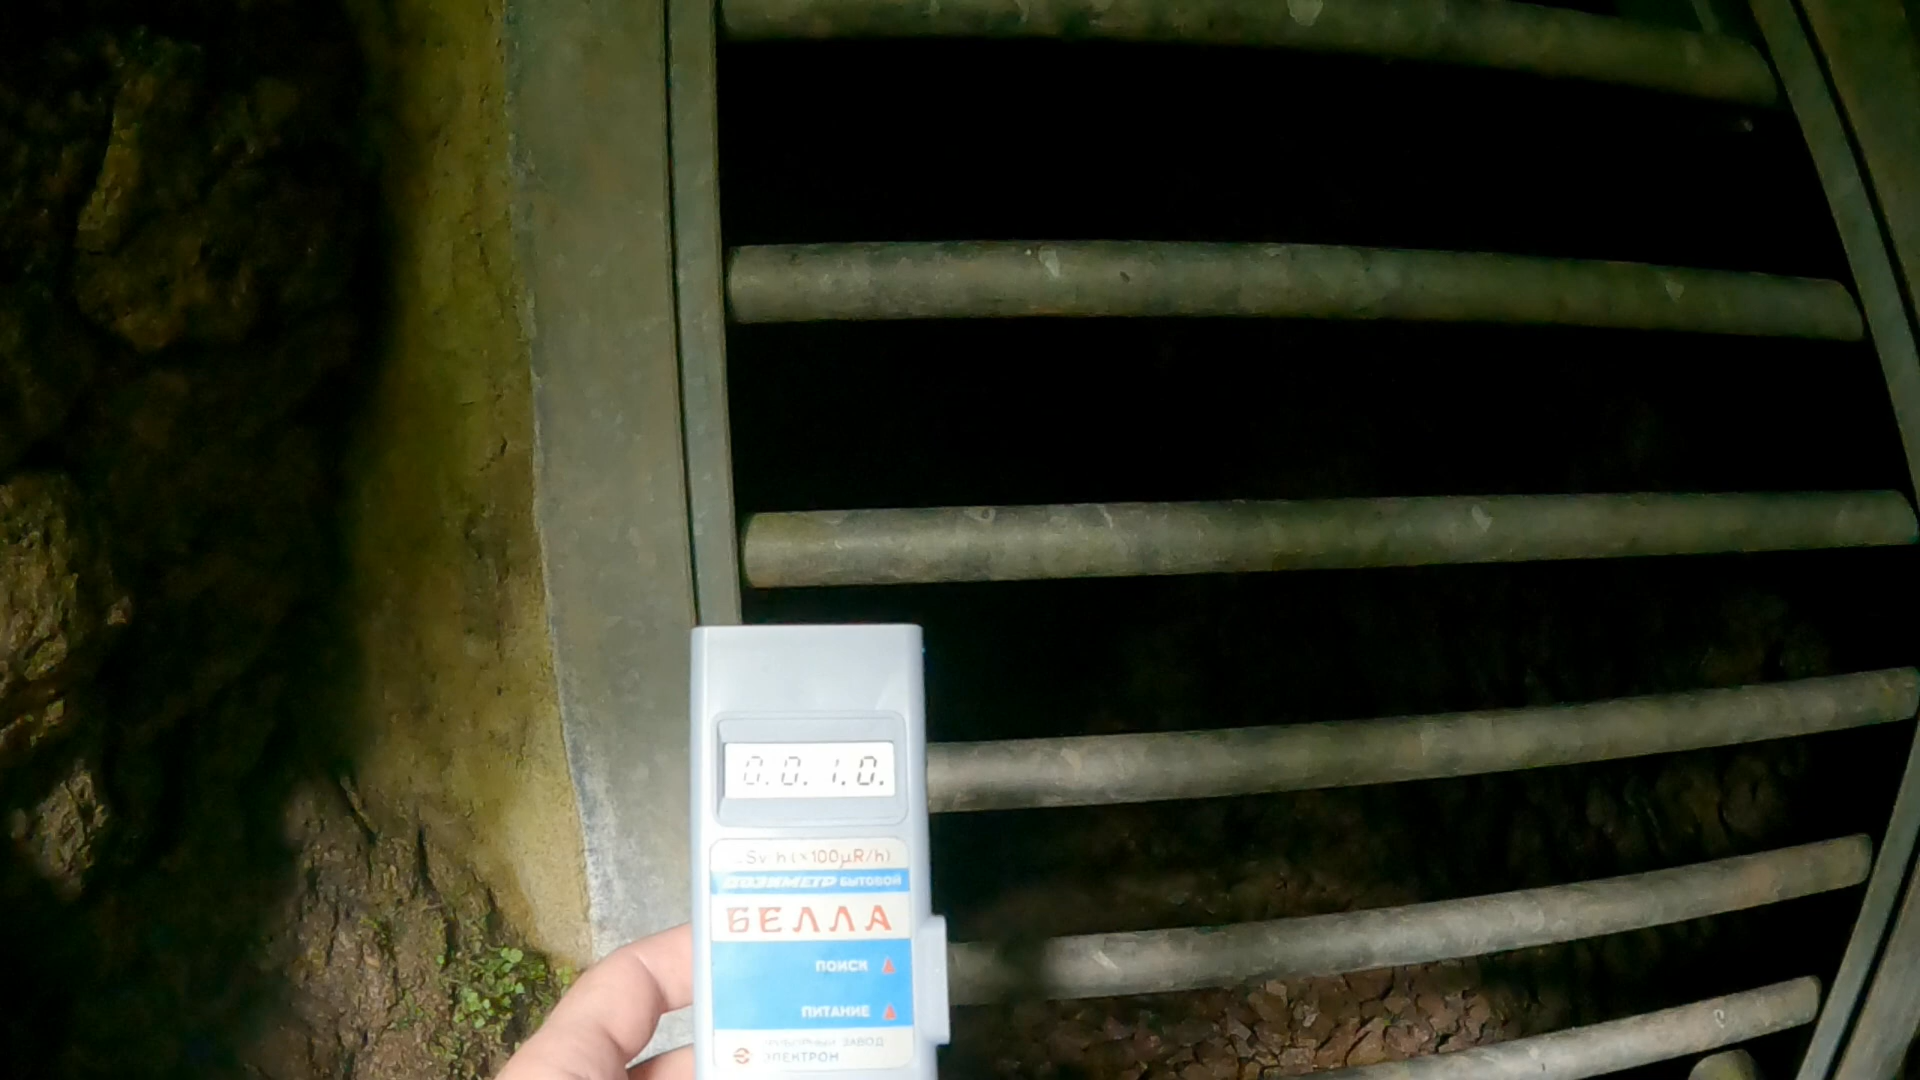 0.0.1.0.
Sv/h(×100μR/h)
ДОЗИМЕТР БЫТОВОЙ
БЕЛЛА
ПОИСК
ПИТАНИЕ
ЗАВОД
ЭЛЕКТРОН